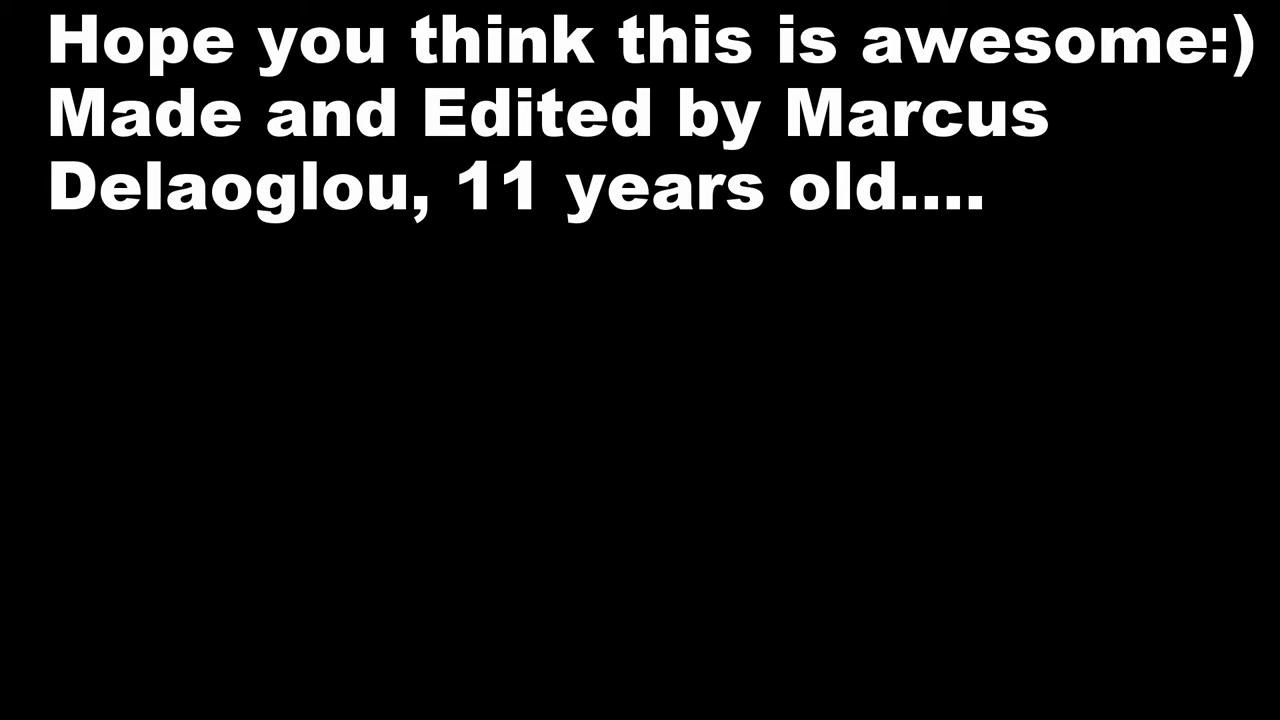 Hope you think this is awesome:)
Made and Edited by Marcus
Delaoglou, 11 years old....